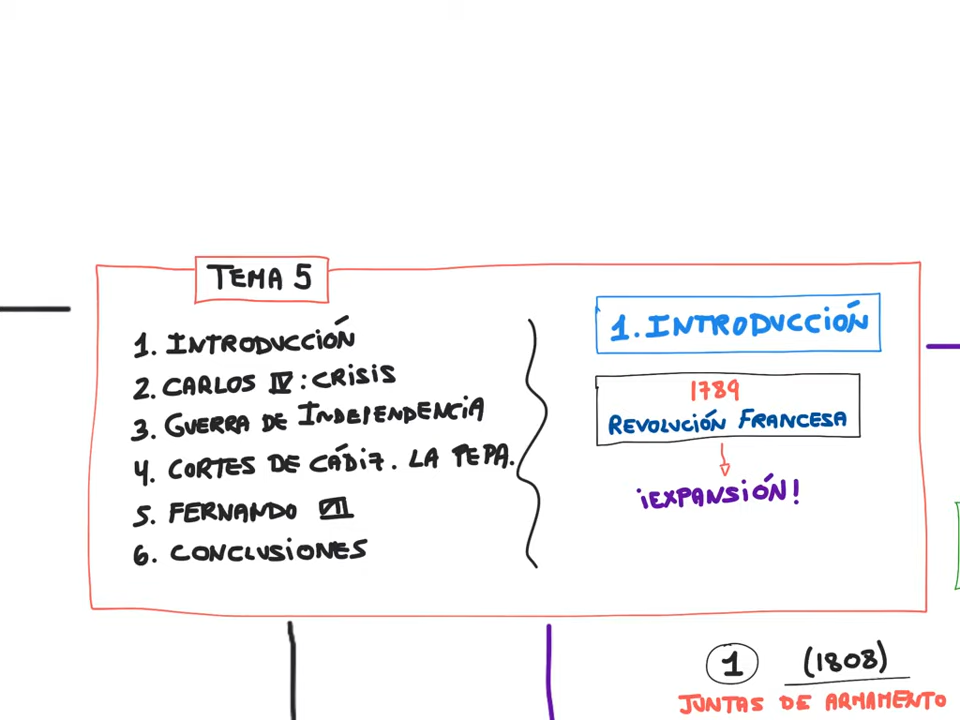 TEMA 5
1. INTRODUCCIÓN
2. CARLOS IV: CRISIS
3. GUERRA DE INDEPENDENCIA
4. CORTES DE CÁDIZ. LA PEPA.
5. FERNANDO VII
6. CONCLUSIONES
1. INTRODUCCIÓN
1789
REVOLUCIÓN FRANCESA
¡EXPANSIÓN!
1 (1808)
JUNTAS DE ARMAMENTO